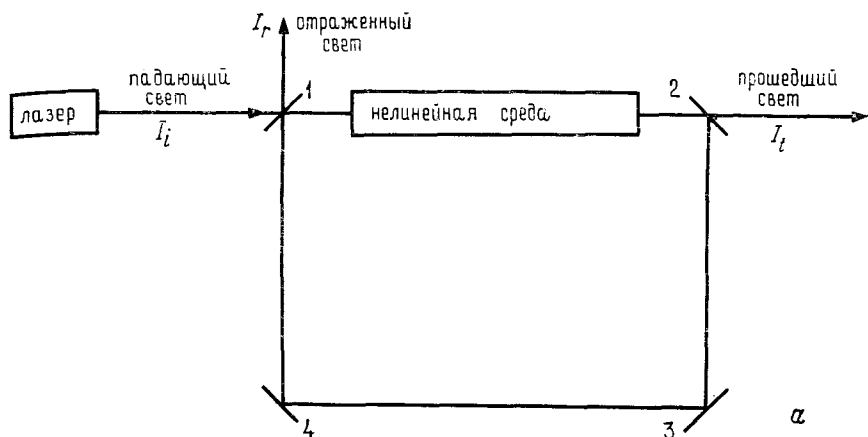 I_r отраженный
свет
падающий
свет
1
2
прошедший
свет
лазер
нелинейная среда
I_i
I_t
4
3
а